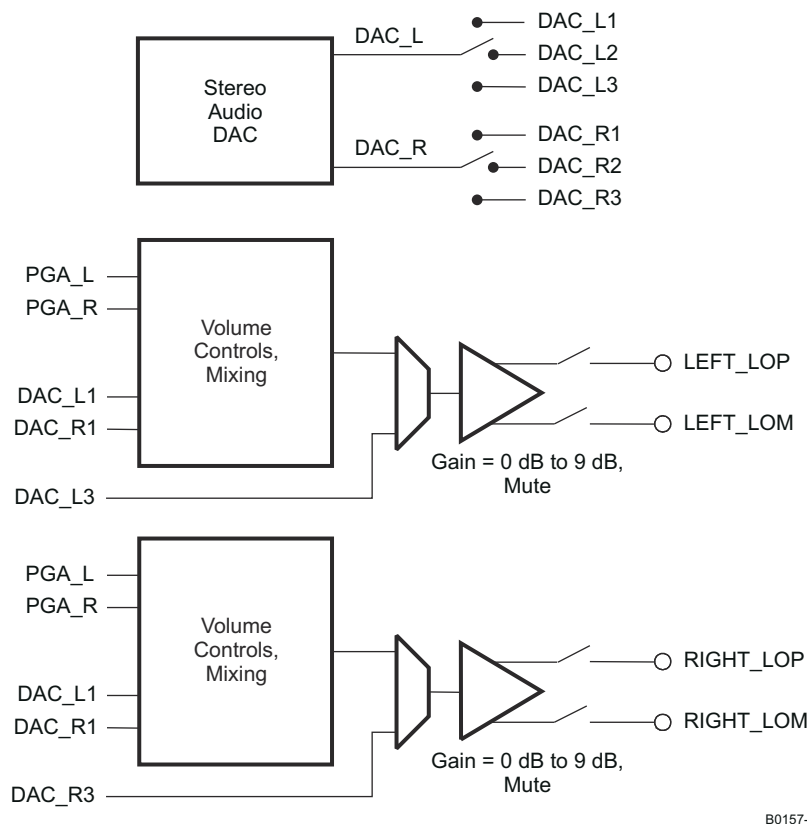 DAC_L
DAC_L1
DAC_L2
DAC_L3
Stereo
Audio
DAC
DAC_R
DAC_R1
DAC_R2
DAC_R3
PGA_L
PGA_R
DAC_L1
DAC_R1
DAC_L3
Volume
Controls,
Mixing
Gain = 0 dB to 9 dB,
Mute
LEFT_LOP
LEFT_LOM
PGA_L
PGA_R
DAC_L1
DAC_R1
DAC_R3
Volume
Controls,
Mixing
Gain = 0 dB to 9 dB,
Mute
RIGHT_LOP
RIGHT_LOM
B0157-